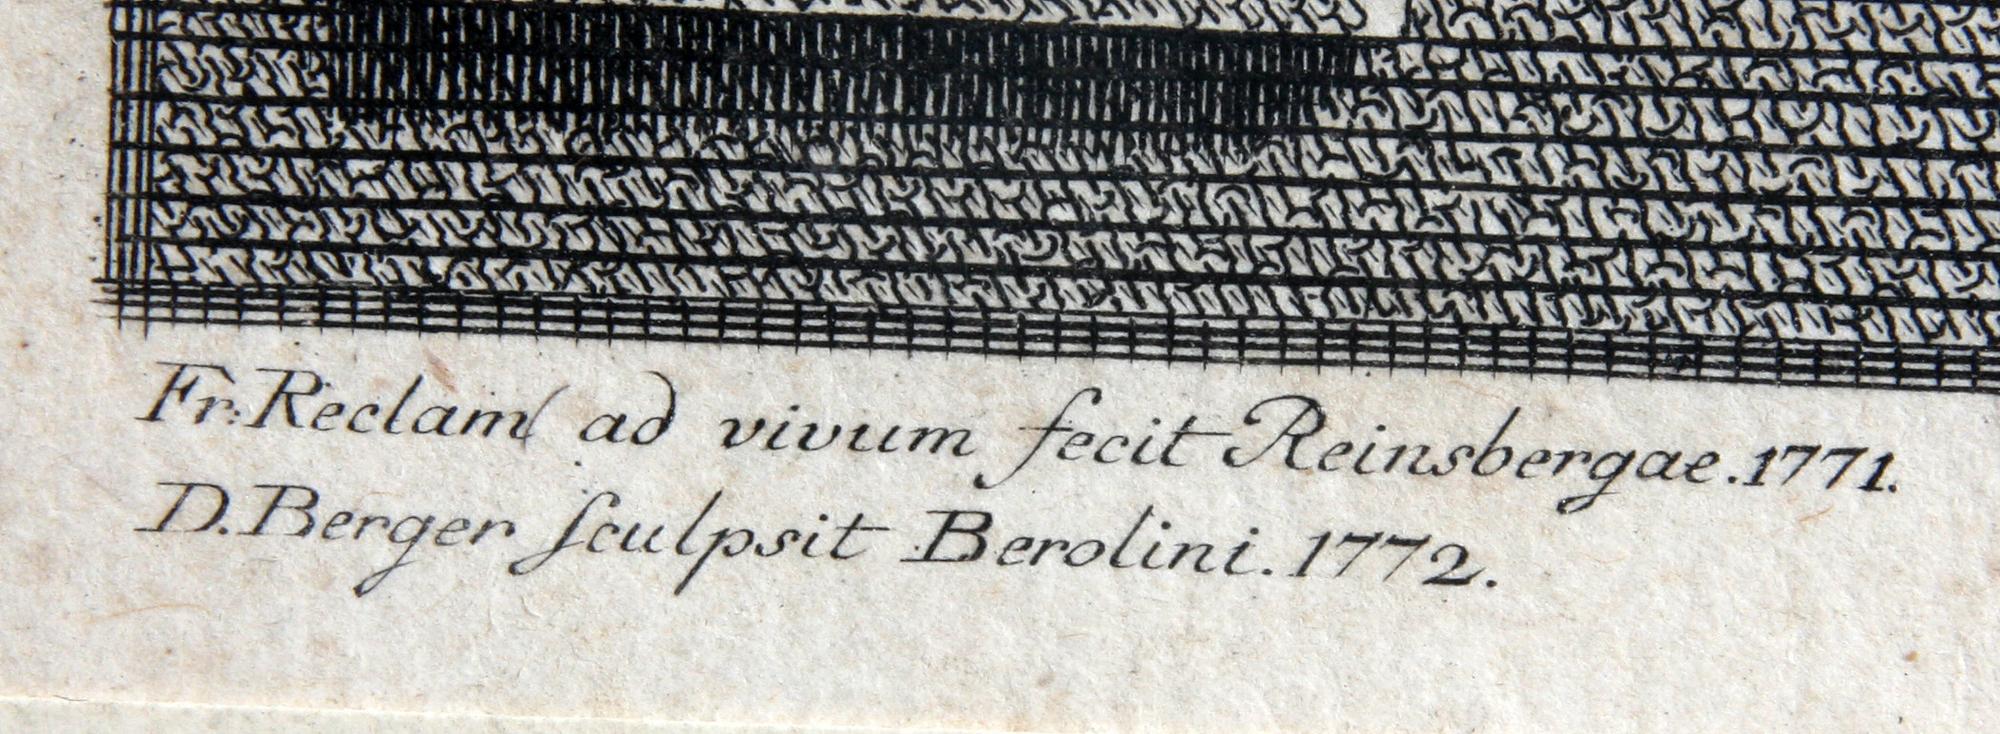 Fr: Reclam ad vivum fecit Reinsbergae. 1771.
D. Berger ſculpsit Berolini. 1772.